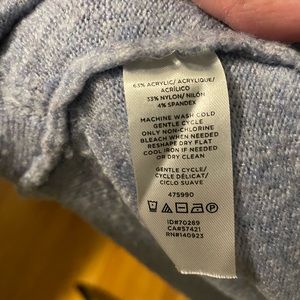 63% ACRYLIC/ ACRYLIQUE/
ACRÍLICO
33% NYLON/ NILÓN
4% SPANDEX
MACHINE WASH COLD
GENTLE CYCLE
ONLY NON-CHLORINE
BLEACH WHEN NEEDED
RESHAPE DRY FLAT
COOL IRON IF NEEDED
OR DRY CLEAN
GENTLE CYCLE/
CYCLE DÉLICAT/
CICLO SUAVE
475990
ID#70269
CA#57421
RN#140923